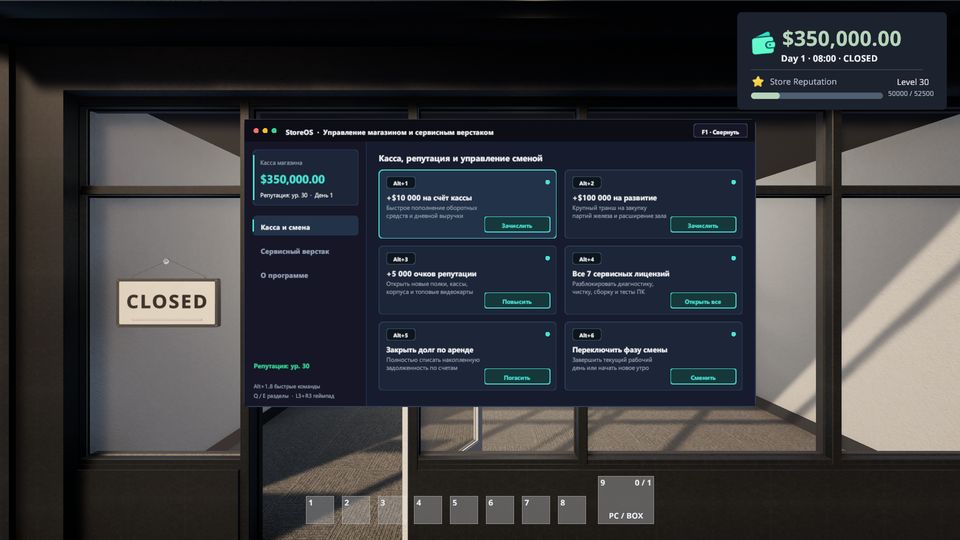 $350,000.00
Day 1 · 08:00 · CLOSED
Store Reputation
Level 30
50000 / 52500
StoreOS · Управление магазином и сервисным верстаком
F1 · Свернуть
Касса магазина
$350,000.00
Репутация: ур. 30 · День 1
Касса и смена
Сервисный верстак
О программе
Репутация: ур. 30
Alt+1..8 быстрые команды
Q / E разделы · L3+R3 геймпад
Касса, репутация и управление сменой
Alt+1
+$10 000 на счёт кассы
Быстрое пополнение оборотных
средств и дневной выручки
Зачислить
Alt+2
+$100 000 на развитие
Крупный транш на закупку
партий железа и расширение зала
Зачислить
Alt+3
+5 000 очков репутации
Открыть новые полки, кассы,
корпуса и топовые видеокарты
Повысить
Alt+4
Все 7 сервисных лицензий
Разблокировать диагностику,
чистку, сборку и тесты ПК
Открыть все
Alt+5
Закрыть долг по аренде
Полностью списать накопленную
задолженность по счетам
Погасить
Alt+6
Переключить фазу смены
Завершить текущий рабочий
день или начать новое утро
Сменить
CLOSED
1
2
3
4
5
6
7
8
9 0 / 1
PC / BOX